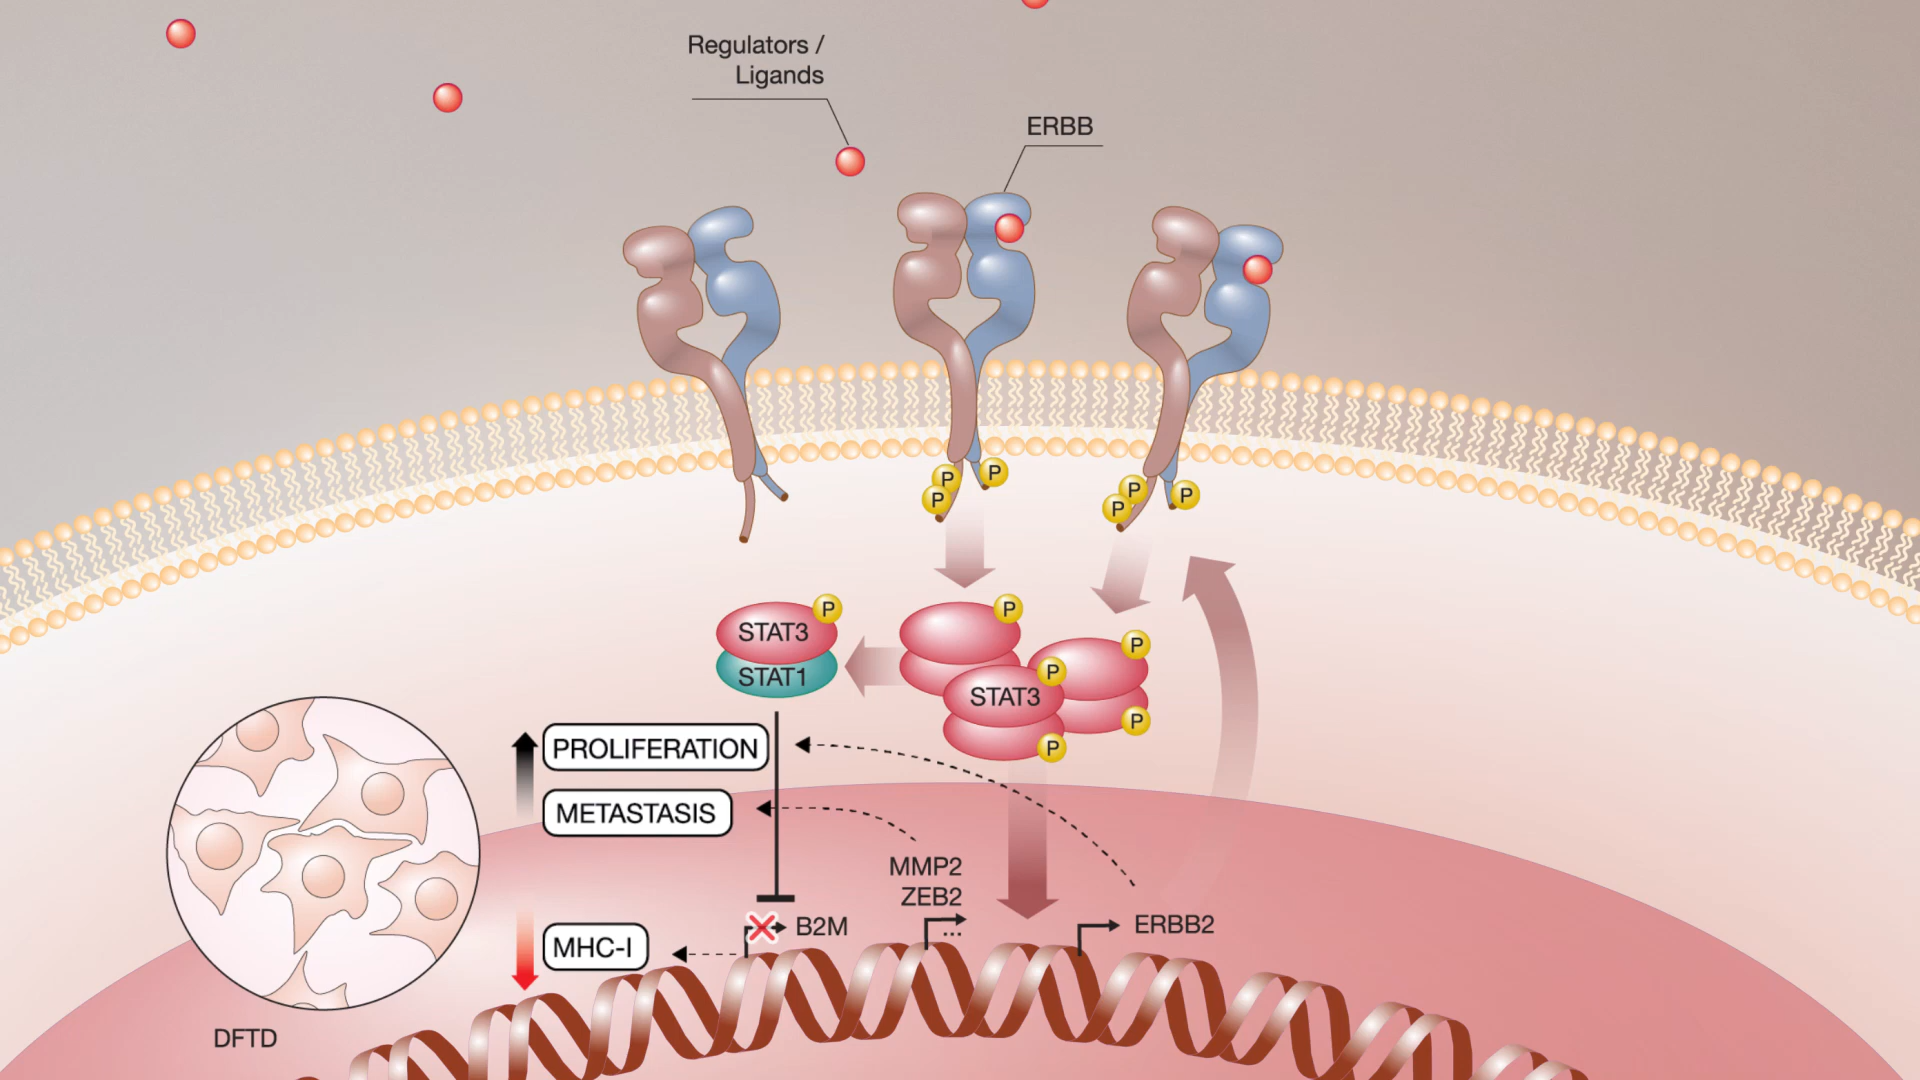 Regulators /
Ligands
ERBB
P
P
P
P
P
P
P
STAT3
STAT1
P
P
P
STAT3
P
P
PROLIFERATION
METASTASIS
MMP2
ZEB2
...
B2M
ERBB2
MHC-I
DFTD